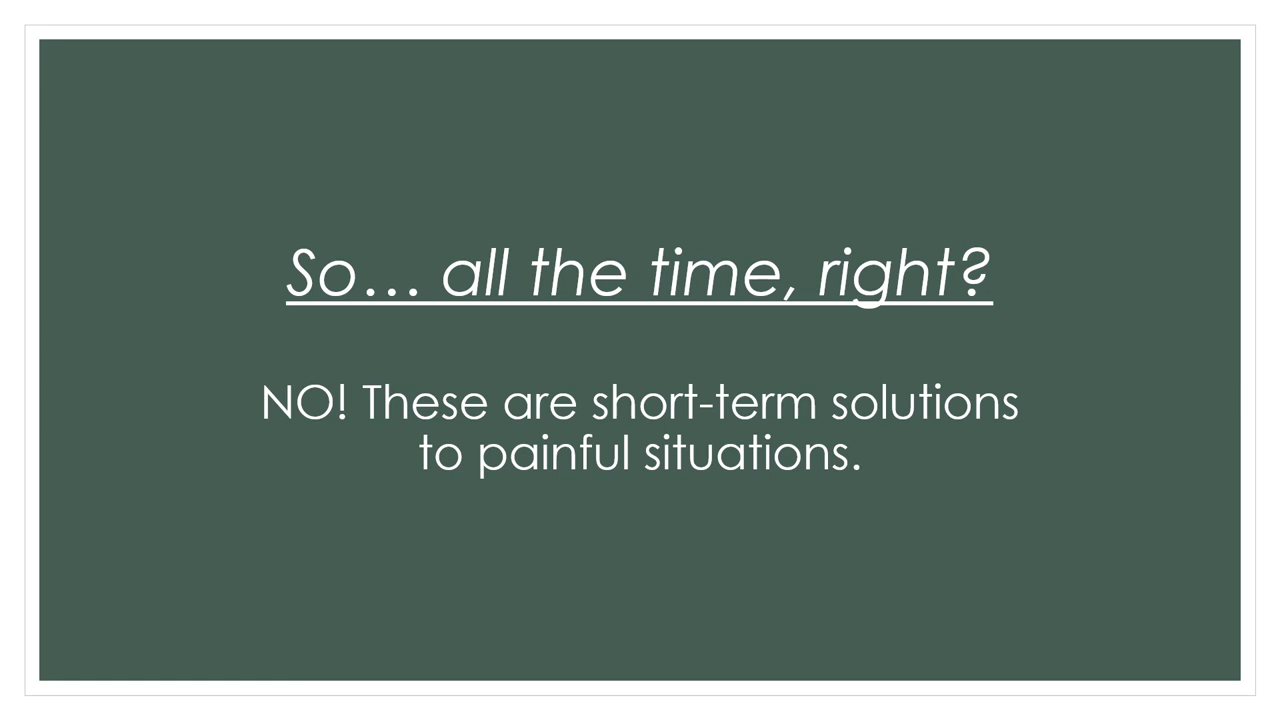 So… all the time, right?
NO! These are short-term solutions
to painful situations.